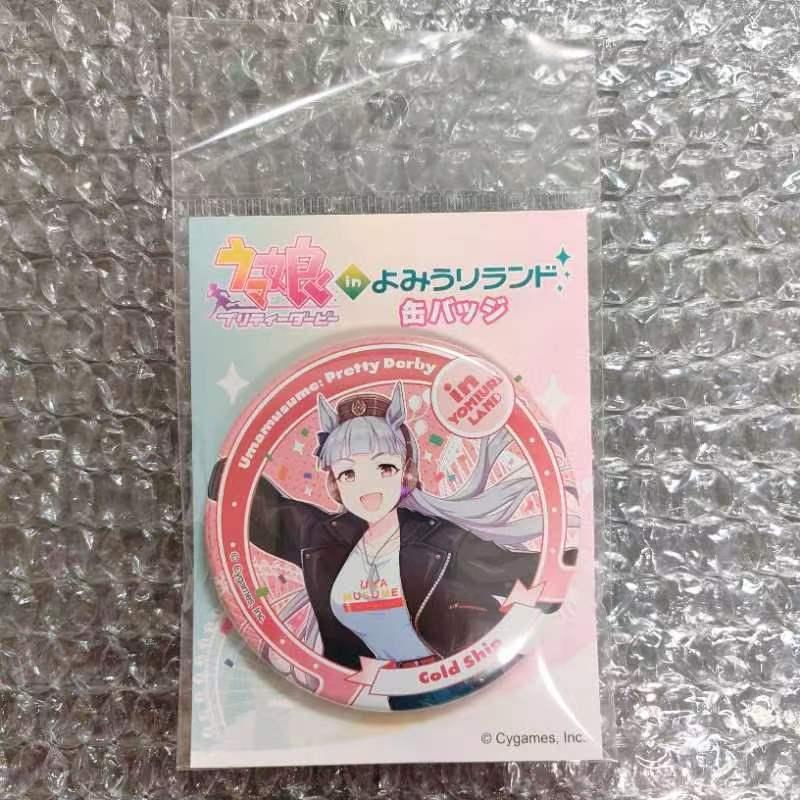 ウマ娘
プリティーダービー
in
よみうりランド
缶バッジ
Umamusume: Pretty Derby
in
YOMIURI
LAND
© Cygames, Inc.
UMA
MUSUME
Gold Ship
© Cygames, Inc.